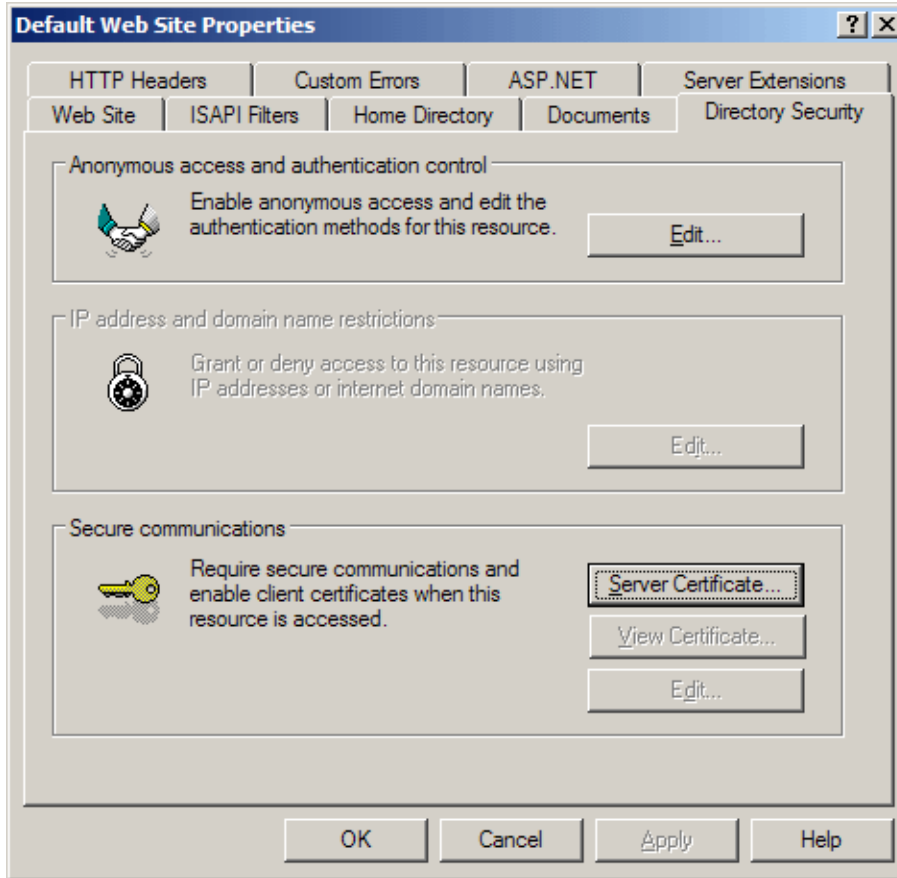 Default Web Site Properties
HTTP Headers Custom Errors ASP.NET Server Extensions
Web Site ISAPI Filters Home Directory Documents Directory Security
Anonymous access and authentication control
Enable anonymous access and edit the
authentication methods for this resource.
Edit...
IP address and domain name restrictions
Grant or deny access to this resource using
IP addresses or internet domain names.
Edit...
Secure communications
Require secure communications and
enable client certificates when this
resource is accessed.
Server Certificate...
View Certificate...
Edit...
OK Cancel Apply Help